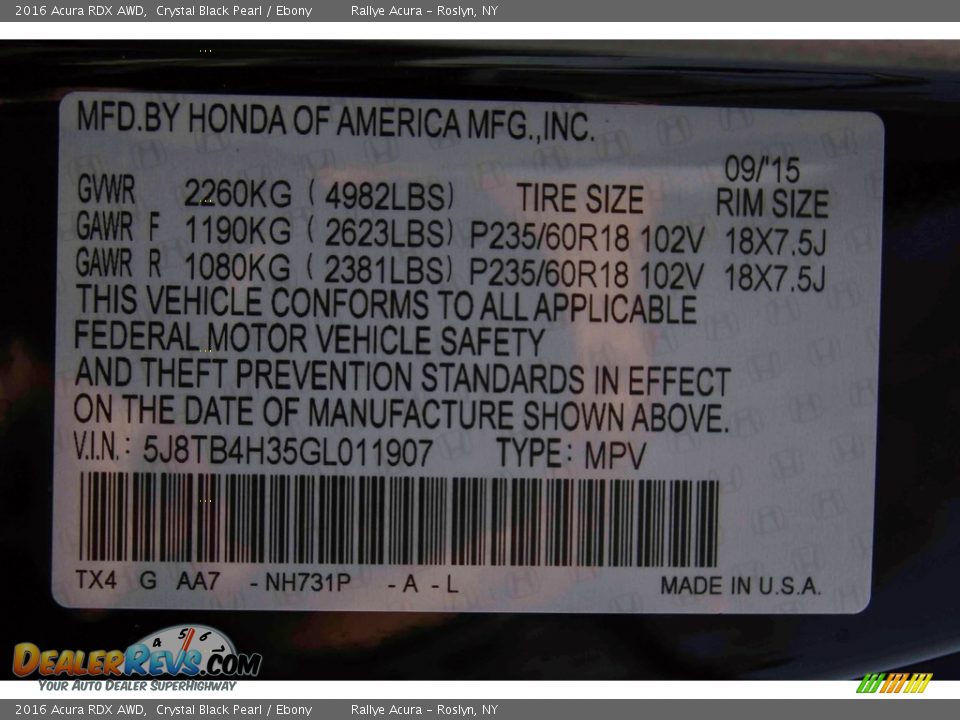 2016 Acura RDX AWD, Crystal Black Pearl / Ebony Rallye Acura - Roslyn, NY
MFD.BY HONDA OF AMERICA MFG.,INC.
09/'15
GVWR 2260KG ( 4982LBS) TIRE SIZE RIM SIZE
GAWR F 1190KG ( 2623LBS) P235/60R18 102V 18X7.5J
GAWR R 1080KG ( 2381LBS) P235/60R18 102V 18X7.5J
THIS VEHICLE CONFORMS TO ALL APPLICABLE
FEDERAL MOTOR VEHICLE SAFETY
AND THEFT PREVENTION STANDARDS IN EFFECT
ON THE DATE OF MANUFACTURE SHOWN ABOVE.
V.I.N.: 5J8TB4H35GL011907 TYPE: MPV
TX4 G AA7 - NH731P - A - L MADE IN U.S.A.
4 5 6
DEALERREVS.COM
YOUR AUTO DEALER SUPERHIGHWAY
2016 Acura RDX AWD, Crystal Black Pearl / Ebony Rallye Acura - Roslyn, NY